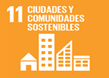 11 CIUDADES Y
COMUNIDADES
SOSTENIBLES